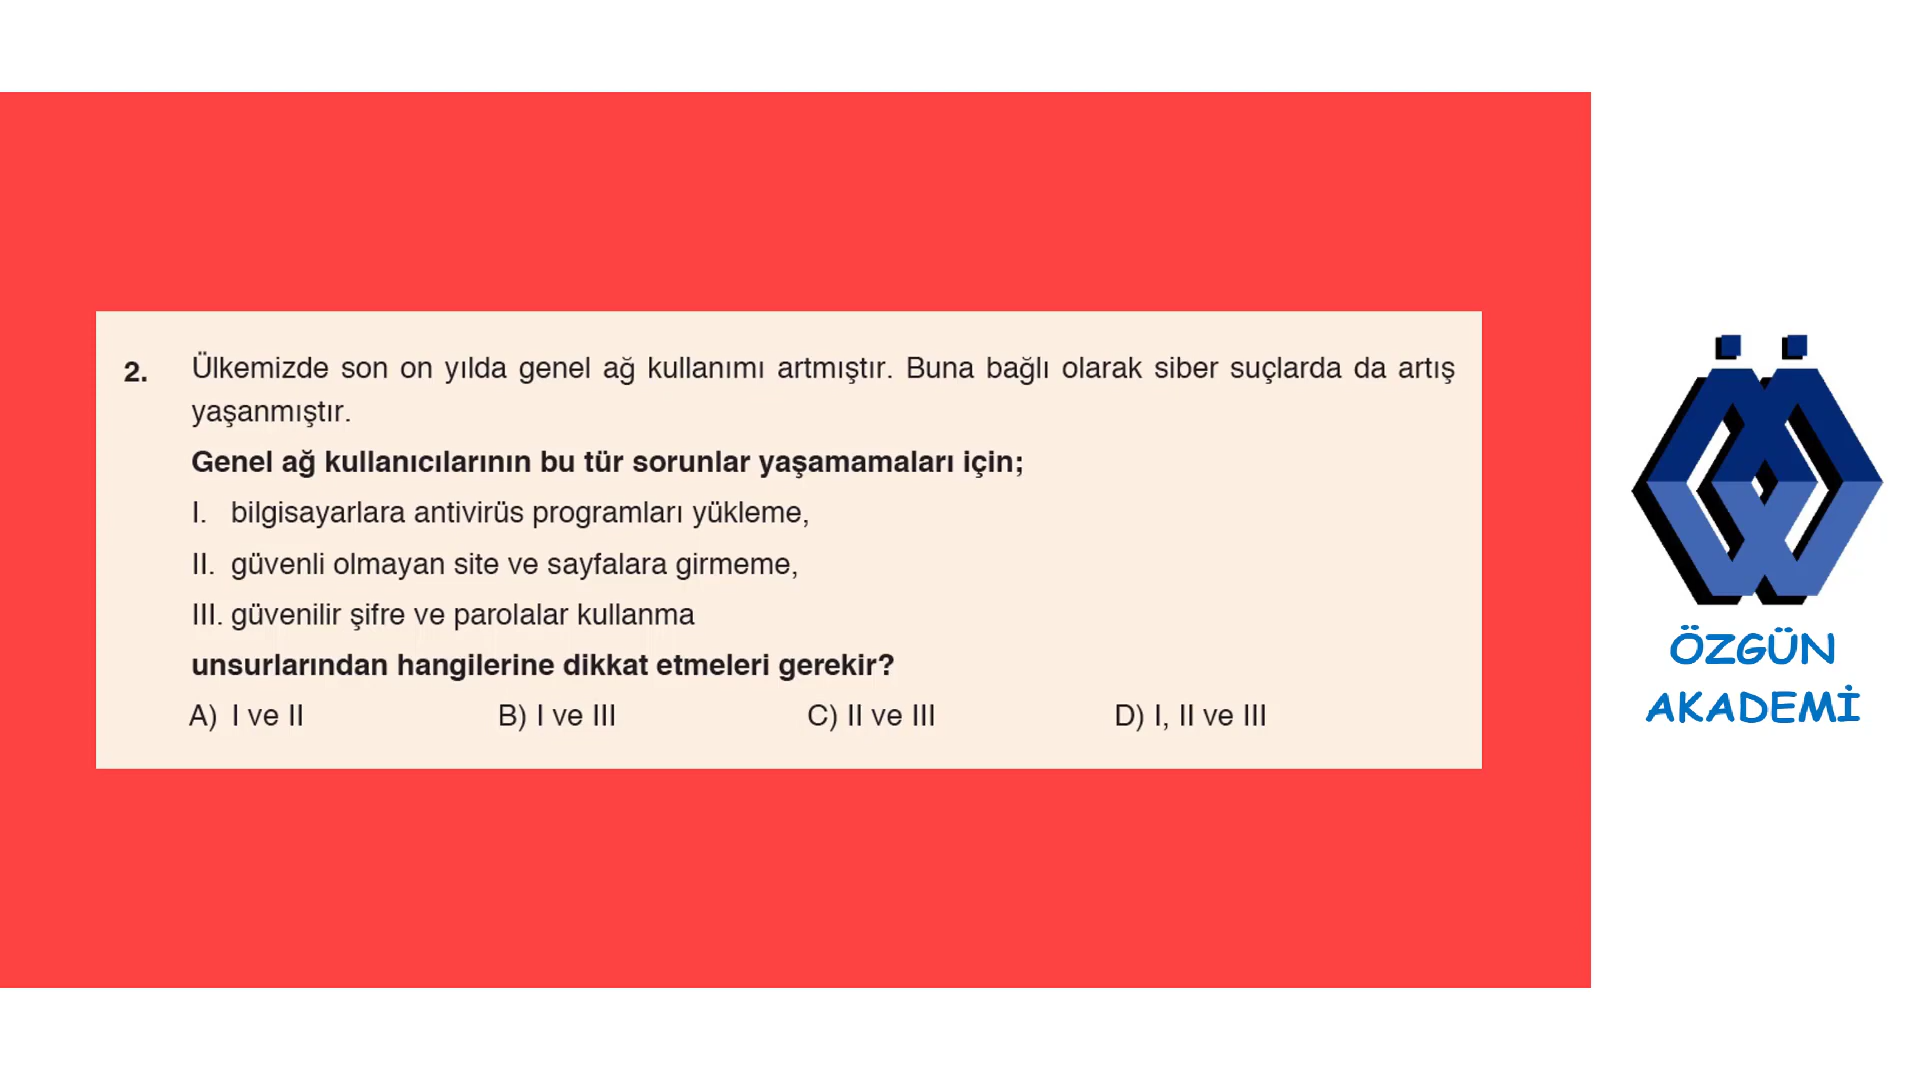 2. Ülkemizde son on yılda genel ağ kullanımı artmıştır. Buna bağlı olarak siber suçlarda da artış
yaşanmıştır.
Genel ağ kullanıcılarının bu tür sorunlar yaşamamaları için;
I. bilgisayarlara antivirüs programları yükleme,
II. güvenli olmayan site ve sayfalara girmeme,
III. güvenilir şifre ve parolalar kullanma
unsurlarından hangilerine dikkat etmeleri gerekir?
A) I ve II B) I ve III C) II ve III D) I, II ve III
ÖZGÜN
AKADEMİ